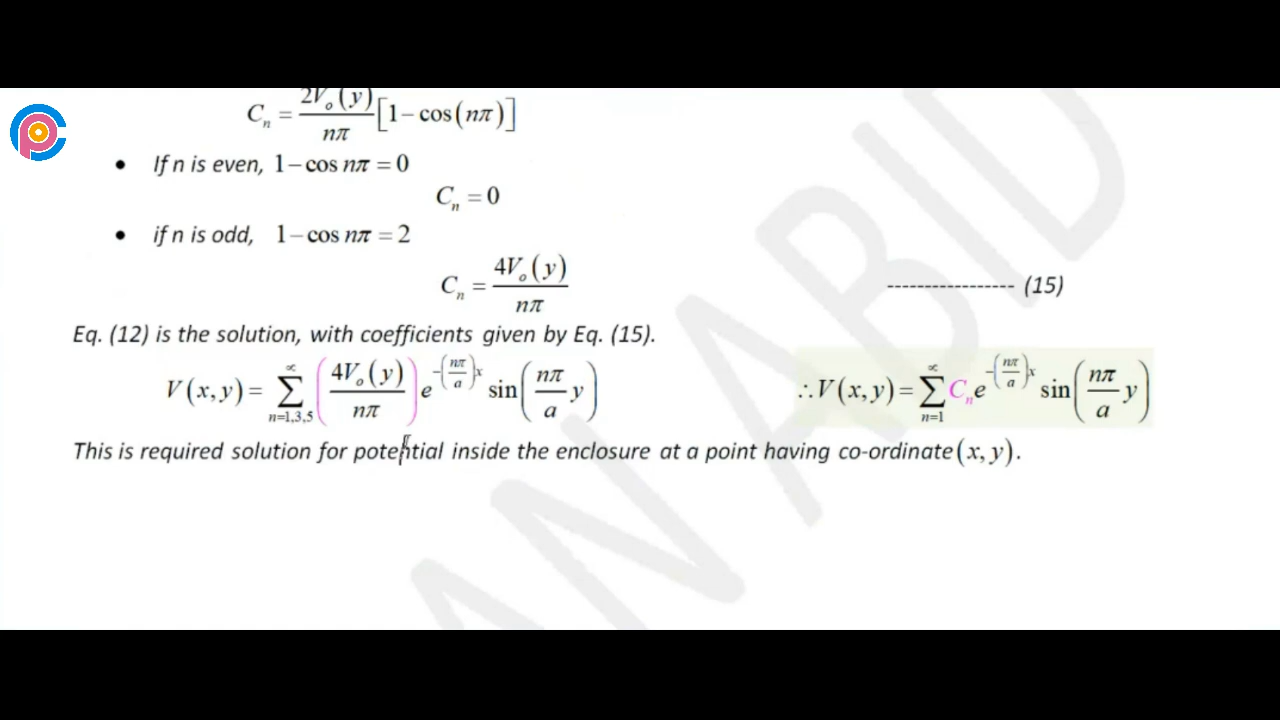 C_n = 2V_o(y)/nπ [1 − cos(nπ)]
• If n is even, 1 − cos nπ = 0
C_n = 0
• if n is odd, 1 − cos nπ = 2
C_n = 4V_o(y)/nπ ----------------- (15)
Eq. (12) is the solution, with coefficients given by Eq. (15).
V(x, y) = ∑_{n=1,3,5}^{∞} (4V_o(y)/nπ) e^{−(nπ/a)x} sin(nπ/a y) ∴V(x, y) = ∑_{n=1}^{∞} C_n e^{−(nπ/a)x} sin(nπ/a y)
This is required solution for potential inside the enclosure at a point having co-ordinate (x, y).
AN ABID